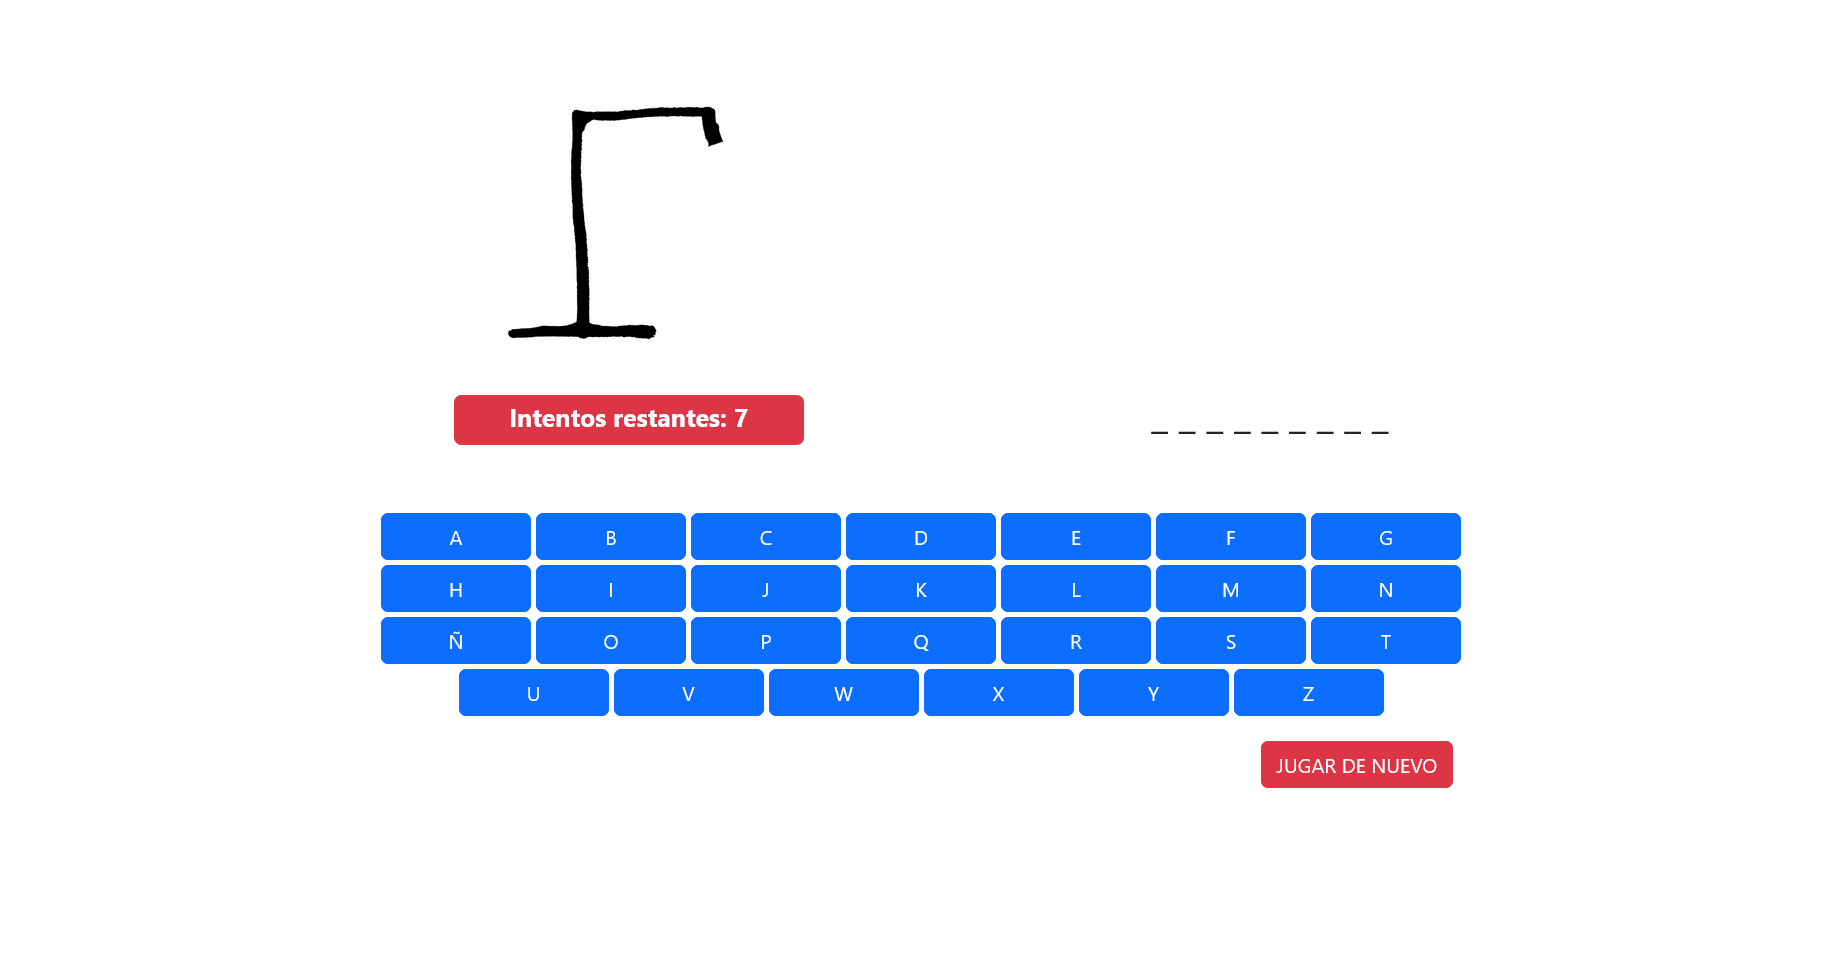 Intentos restantes: 7
_ _ _ _ _ _ _ _ _
A B C D E F G
H I J K L M N
Ñ O P Q R S T
U V W X Y Z
JUGAR DE NUEVO